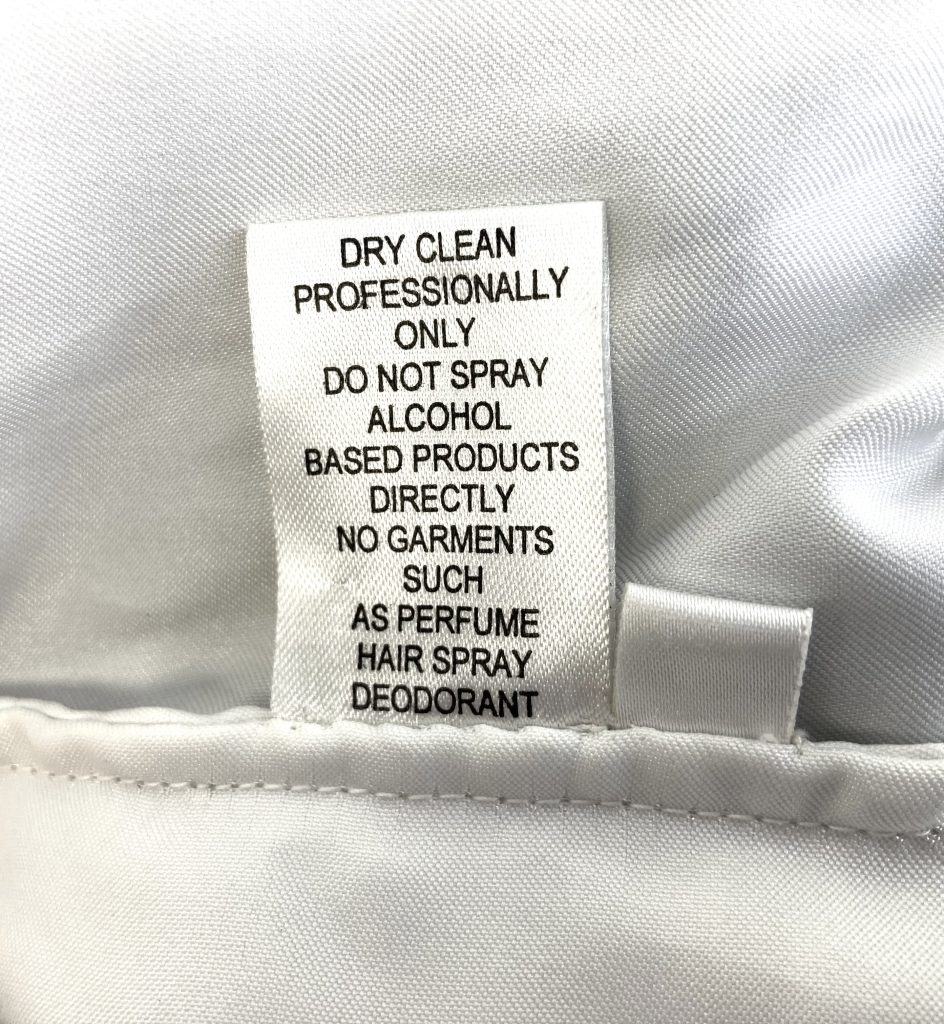 DRY CLEAN
PROFESSIONALLY
ONLY
DO NOT SPRAY
ALCOHOL
BASED PRODUCTS
DIRECTLY
NO GARMENTS
SUCH
AS PERFUME
HAIR SPRAY
DEODORANT